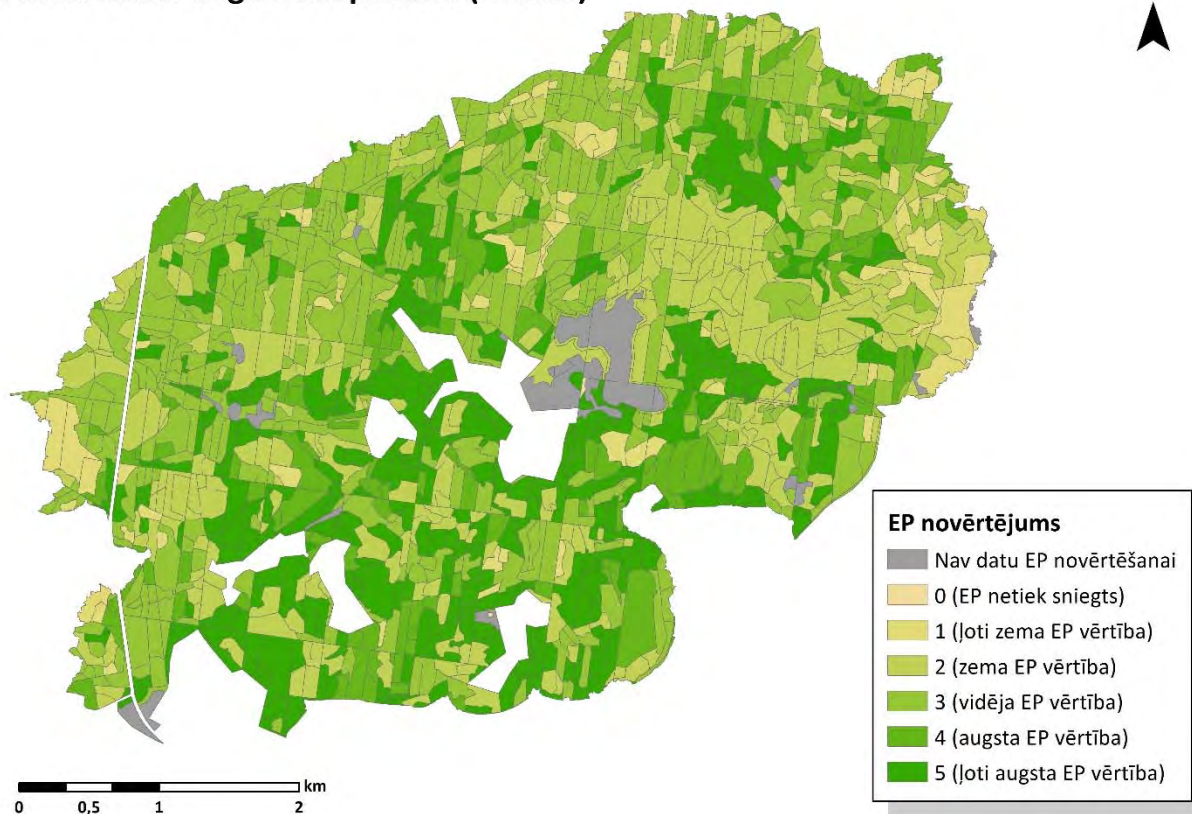 EP novērtējums
Nav datu EP novērtēšanai
0 (EP netiek sniegts)
1 (ļoti zema EP vērtība)
2 (zema EP vērtība)
3 (vidēja EP vērtība)
4 (augsta EP vērtība)
5 (ļoti augsta EP vērtība)
km
0 0,5 1 2